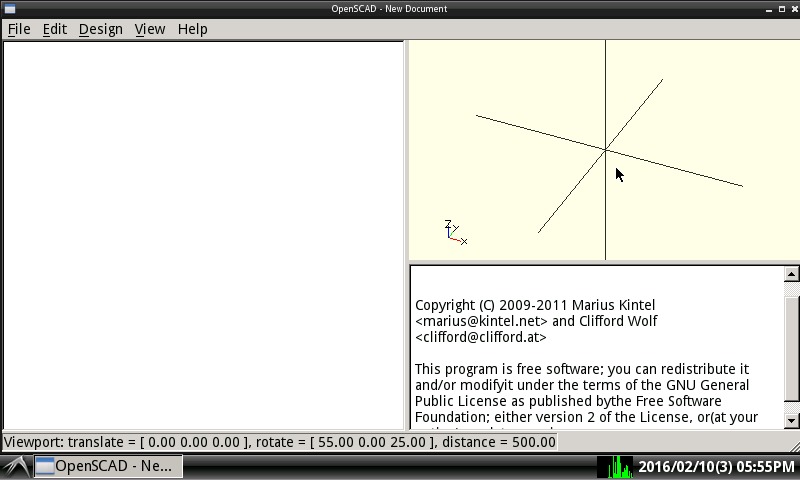 OpenSCAD - New Document
File Edit Design View Help
Z
Y
X
Copyright (C) 2009-2011 Marius Kintel
<marius@kintel.net> and Clifford Wolf
<clifford@clifford.at>
This program is free software; you can redistribute it
and/or modifyit under the terms of the GNU General
Public License as published bythe Free Software
Foundation; either version 2 of the License, or(at your
Viewport: translate = [ 0.00 0.00 0.00 ], rotate = [ 55.00 0.00 25.00 ], distance = 500.00
OpenSCAD - Ne...
2016/02/10(3) 05:55PM